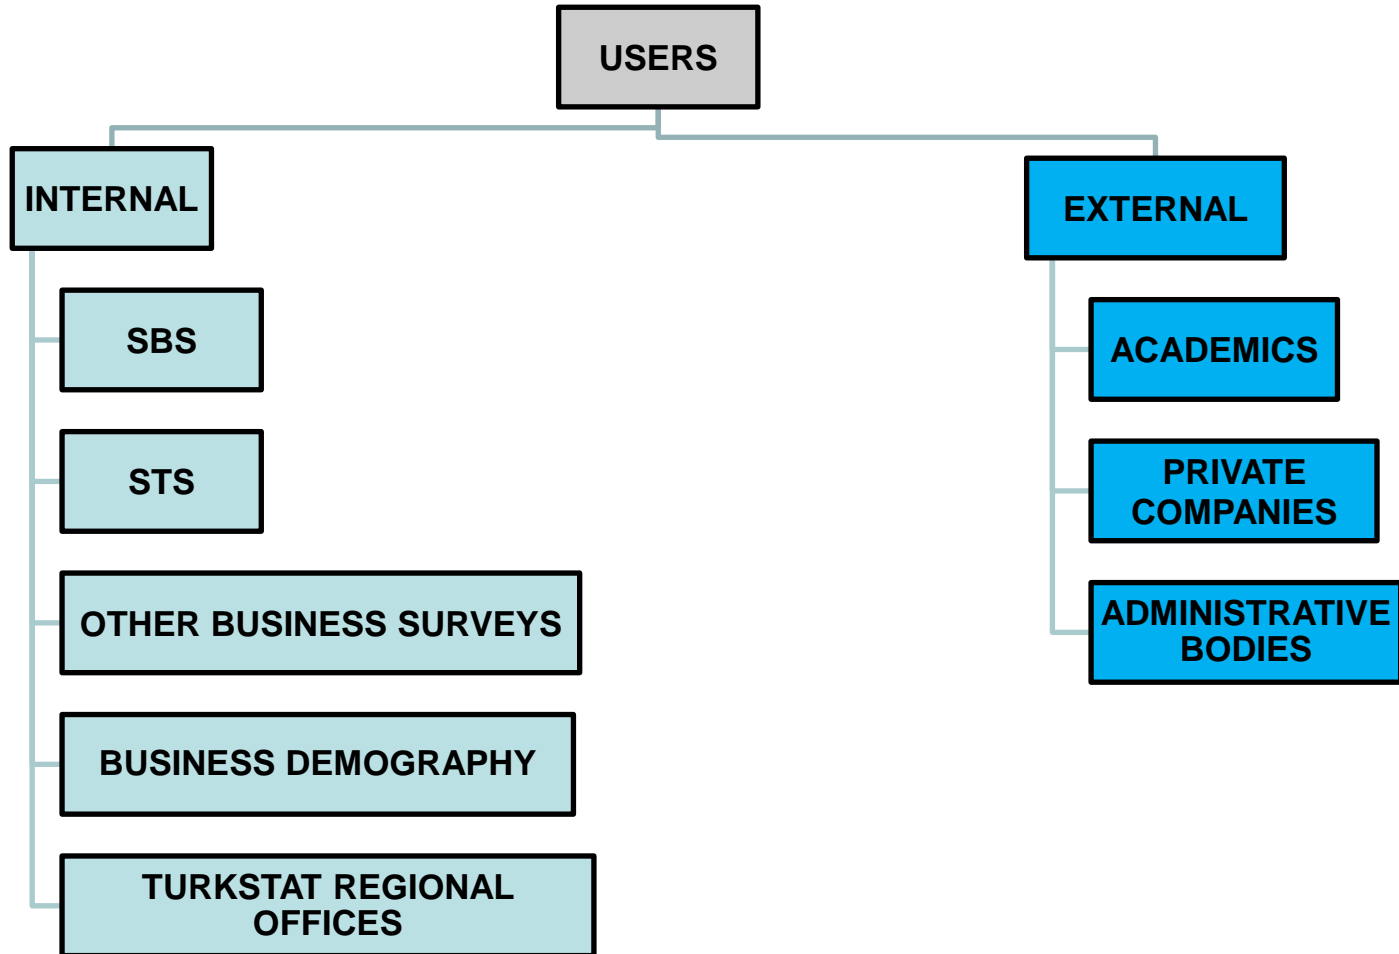 USERS
INTERNAL
SBS
STS
OTHER BUSINESS SURVEYS
BUSINESS DEMOGRAPHY
TURKSTAT REGIONAL
OFFICES
EXTERNAL
ACADEMICS
PRIVATE
COMPANIES
ADMINISTRATIVE
BODIES